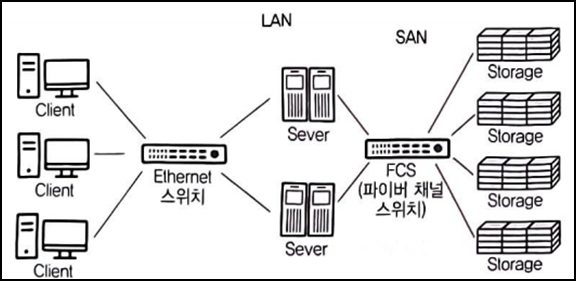 LAN
SAN
Client
Client
Client
Ethernet
스위치
Sever
Sever
FCS
(파이버 채널
스위치)
Storage
Storage
Storage
Storage